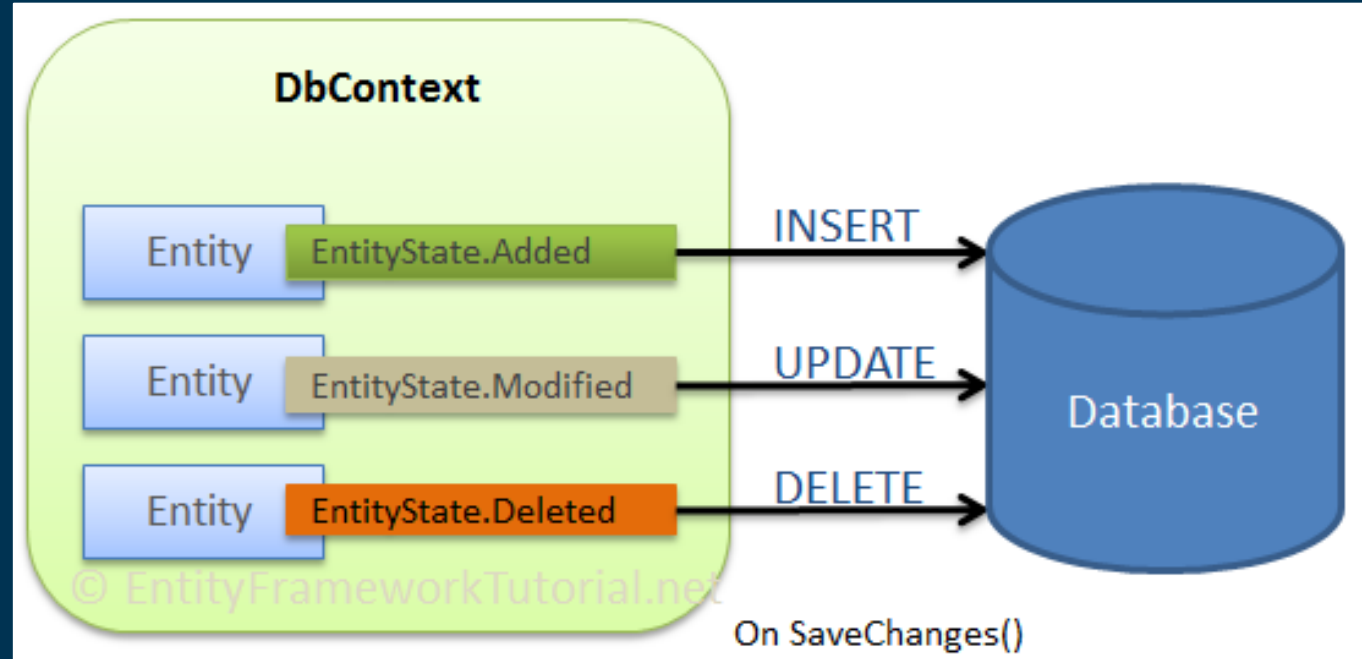 DbContext
Entity EntityState.Added INSERT
Entity EntityState.Modified UPDATE
Database
Entity EntityState.Deleted DELETE
© EntityFrameworkTutorial.net
On SaveChanges()